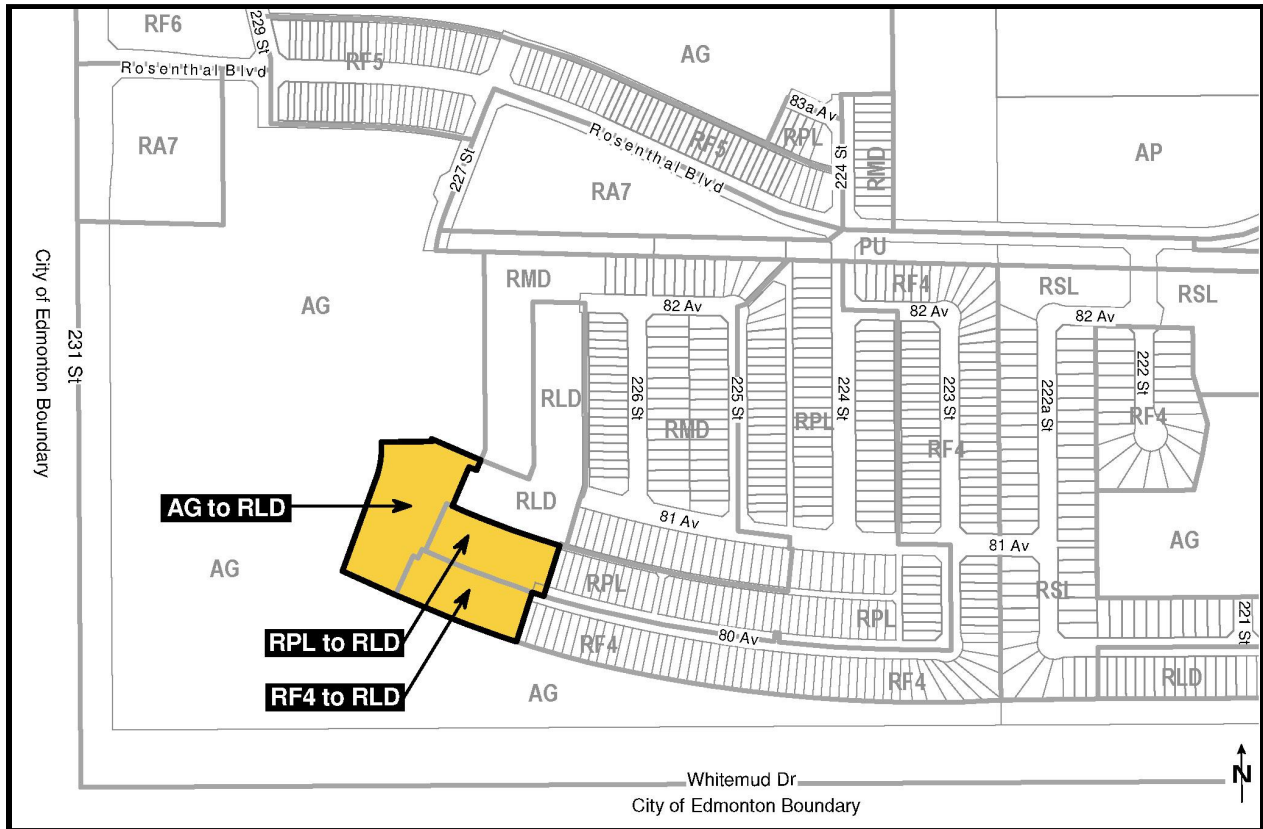 RF6
229 St
RF5
AG
Rosenthal Blvd
83a Av
RPL
RA7
RF5
224 St
RMD
AP
227 St
Rosenthal Blvd
RA7
PU
City of Edmonton Boundary
231 St
AG
RMD
RF4
RSL
RSL
82 Av
82 Av
82 Av
RLD
226 St
RMD
225 St
RPL
224 St
223 St
RF4
222a St
222 St
RF4
AG to RLD
RLD
81 Av
81 Av
AG
AG
RPL
RSL
RPL to RLD
RPL
80 Av
221 St
RF4
RF4
RLD
RF4 to RLD
AG
Whitemud Dr
City of Edmonton Boundary
N